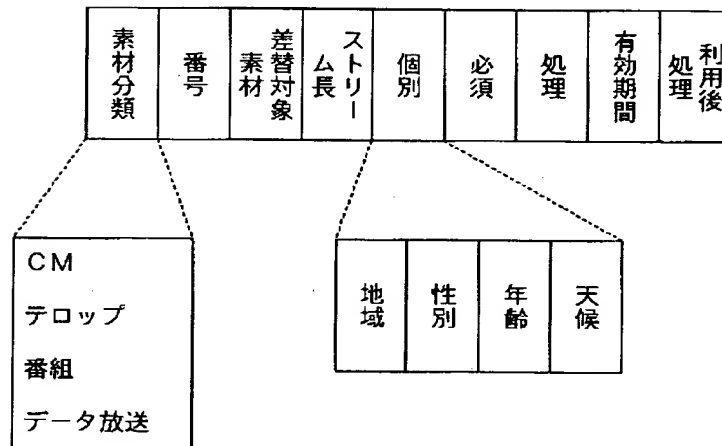 素材分類
番号
差替対象
素材
ストリー
ム長
個別
必須
処理
有効期間
利用後
処理
CM
テロップ
番組
データ放送
地域
性別
年齢
天候